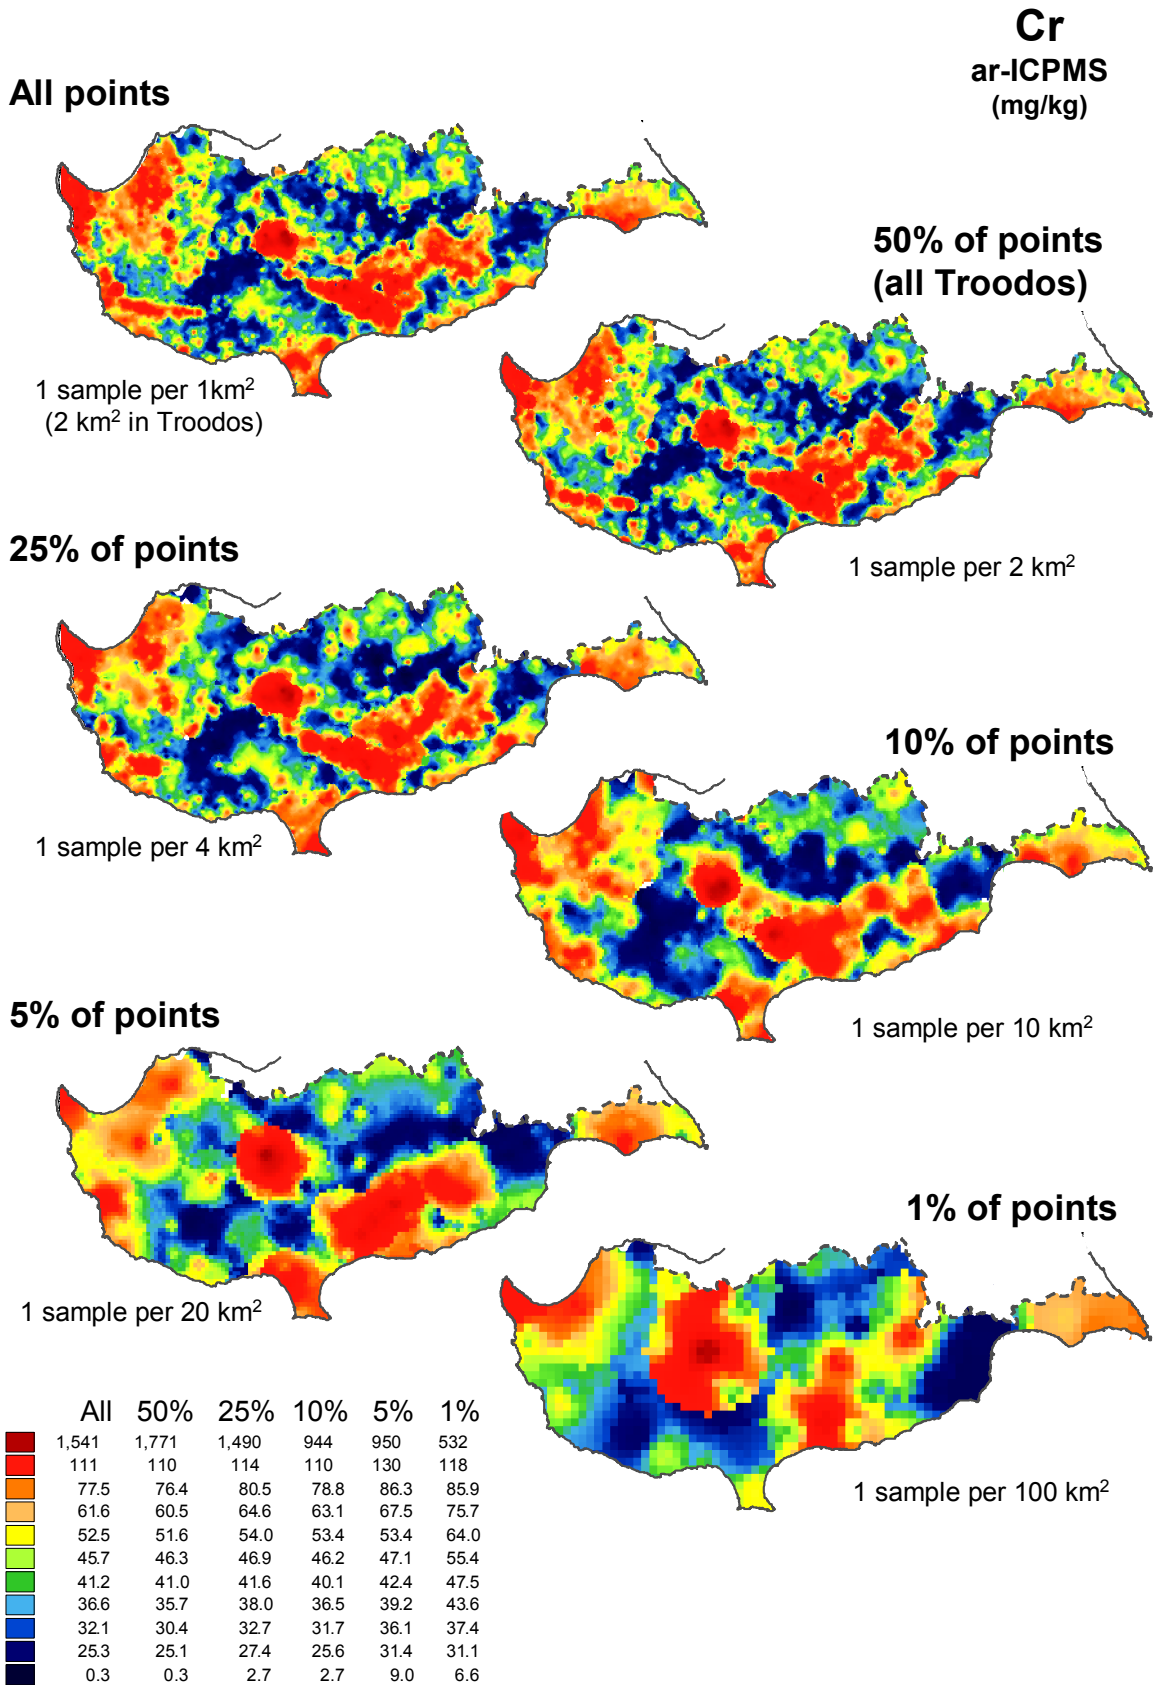 Cr
ar-ICPMS
(mg/kg)
All points
1 sample per 1km²
(2 km² in Troodos)
50% of points
(all Troodos)
1 sample per 2 km²
25% of points
1 sample per 4 km²
10% of points
1 sample per 10 km²
5% of points
1 sample per 20 km²
1% of points
1 sample per 100 km²
All 50% 25% 10% 5% 1%
1,541 1,771 1,490 944 950 532
111 110 114 110 130 118
77.5 76.4 80.5 78.8 86.3 85.9
61.6 60.5 64.6 63.1 67.5 75.7
52.5 51.6 54.0 53.4 53.4 64.0
45.7 46.3 46.9 46.2 47.1 55.4
41.2 41.0 41.6 40.1 42.4 47.5
36.6 35.7 38.0 36.5 39.2 43.6
32.1 30.4 32.7 31.7 36.1 37.4
25.3 25.1 27.4 25.6 31.4 31.1
0.3 0.3 2.7 2.7 9.0 6.6